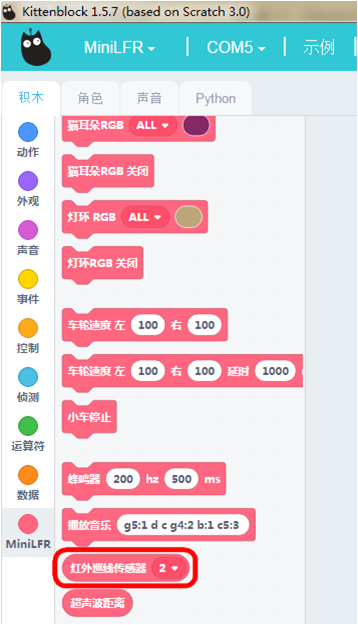 Kittenblock 1.5.7 (based on Scratch 3.0)
MiniLFR COM5 示例
积木 角色 声音 Python
动作
外观
声音
事件
控制
侦测
运算符
数据
MiniLFR
猫耳朵RGB ALL
猫耳朵RGB 关闭
灯环 RGB ALL
灯环RGB 关闭
车轮速度 左 100 右 100
车轮速度 左 100 右 100 延时 1000
小车停止
蜂鸣器 200 hz 500 ms
播放音乐 g5:1 d c g4:2 b:1 c5:3
红外巡线传感器 2
超声波距离